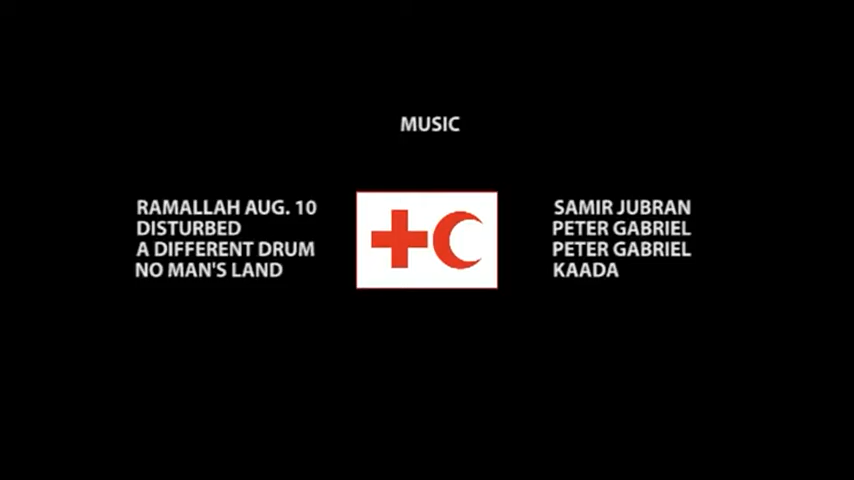 MUSIC
RAMALLAH AUG. 10 SAMIR JUBRAN
DISTURBED PETER GABRIEL
A DIFFERENT DRUM PETER GABRIEL
NO MAN'S LAND KAADA